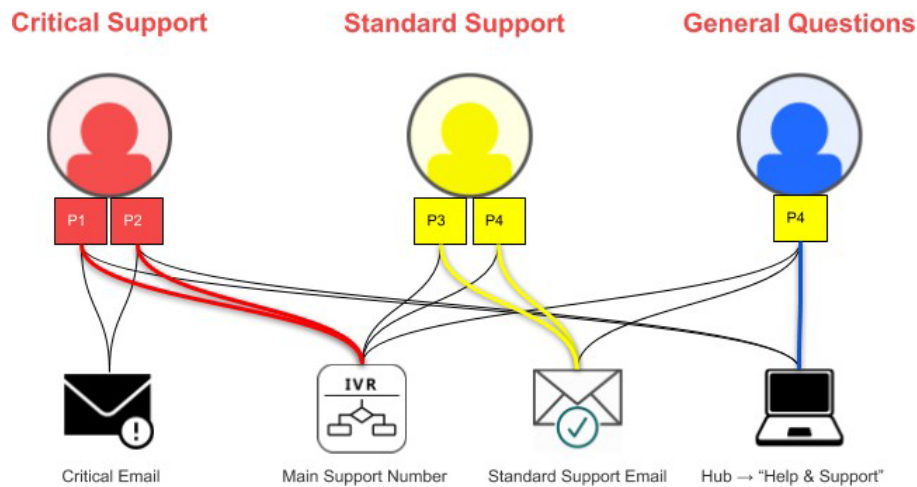 Critical Support
Standard Support
General Questions
P1
P2
P3
P4
P4
IVR
Critical Email
Main Support Number
Standard Support Email
Hub → “Help & Support”